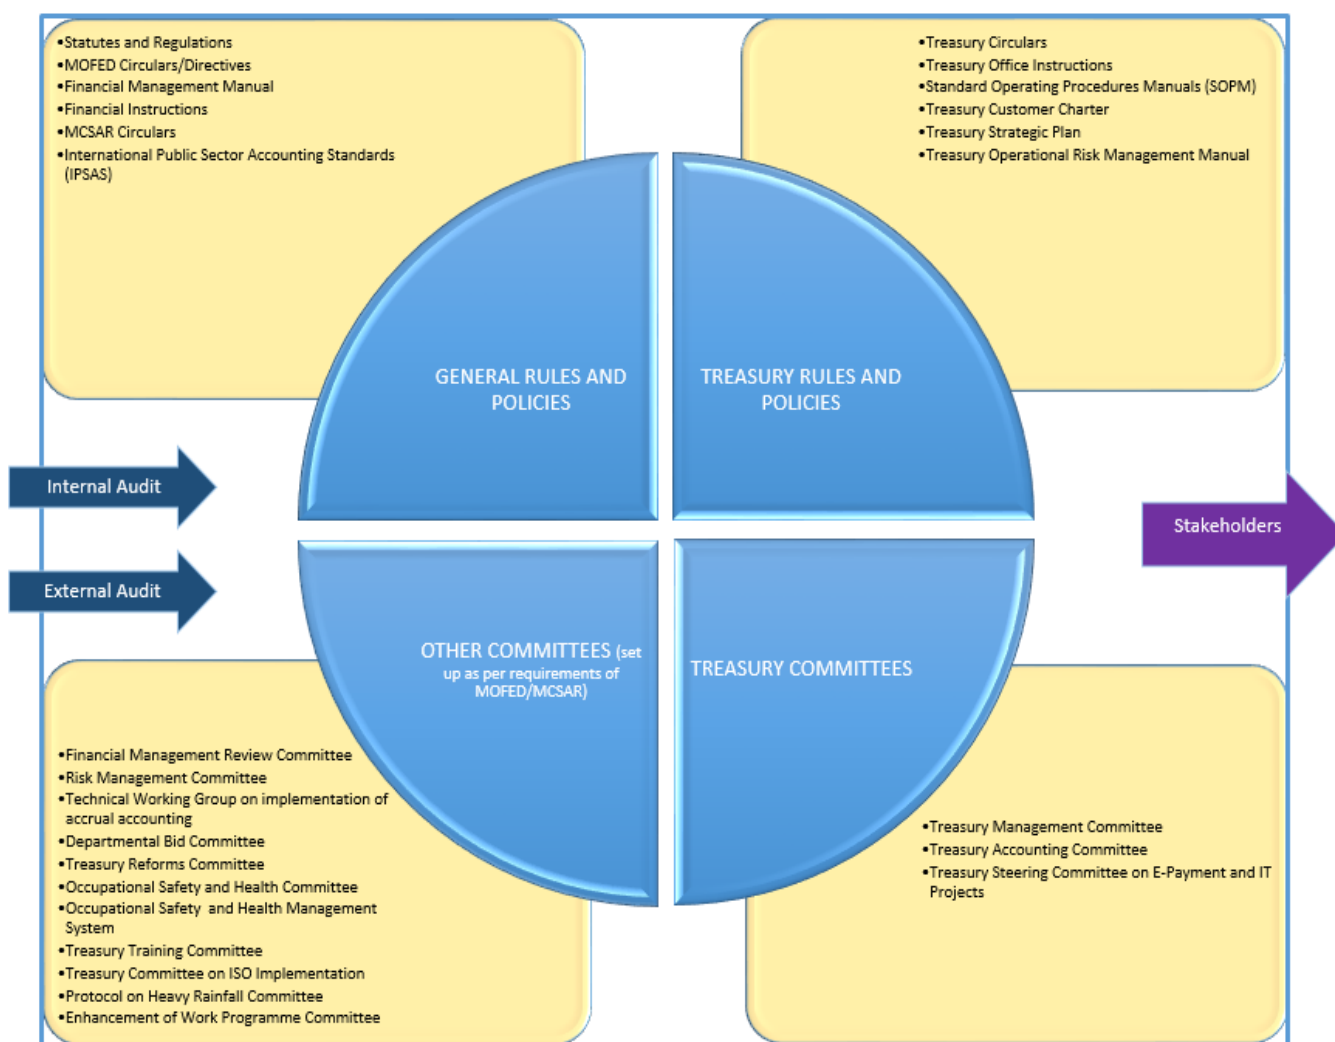 •Statutes and Regulations
•MOFED Circulars/Directives
•Financial Management Manual
•Financial Instructions
•MCSAR Circulars
•International Public Sector Accounting Standards
(IPSAS)
•Treasury Circulars
•Treasury Office Instructions
•Standard Operating Procedures Manuals (SOPM)
•Treasury Customer Charter
•Treasury Strategic Plan
•Treasury Operational Risk Management Manual
GENERAL RULES AND
POLICIES
TREASURY RULES AND
POLICIES
Internal Audit
External Audit
Stakeholders
OTHER COMMITTEES (set
up as per requirements of
MOFED/MCSAR)
TREASURY COMMITTEES
•Financial Management Review Committee
•Risk Management Committee
•Technical Working Group on implementation of
accrual accounting
•Departmental Bid Committee
•Treasury Reforms Committee
•Occupational Safety and Health Committee
•Occupational Safety and Health Management
System
•Treasury Training Committee
•Treasury Committee on ISO Implementation
•Protocol on Heavy Rainfall Committee
•Enhancement of Work Programme Committee
•Treasury Management Committee
•Treasury Accounting Committee
•Treasury Steering Committee on E-Payment and IT
Projects